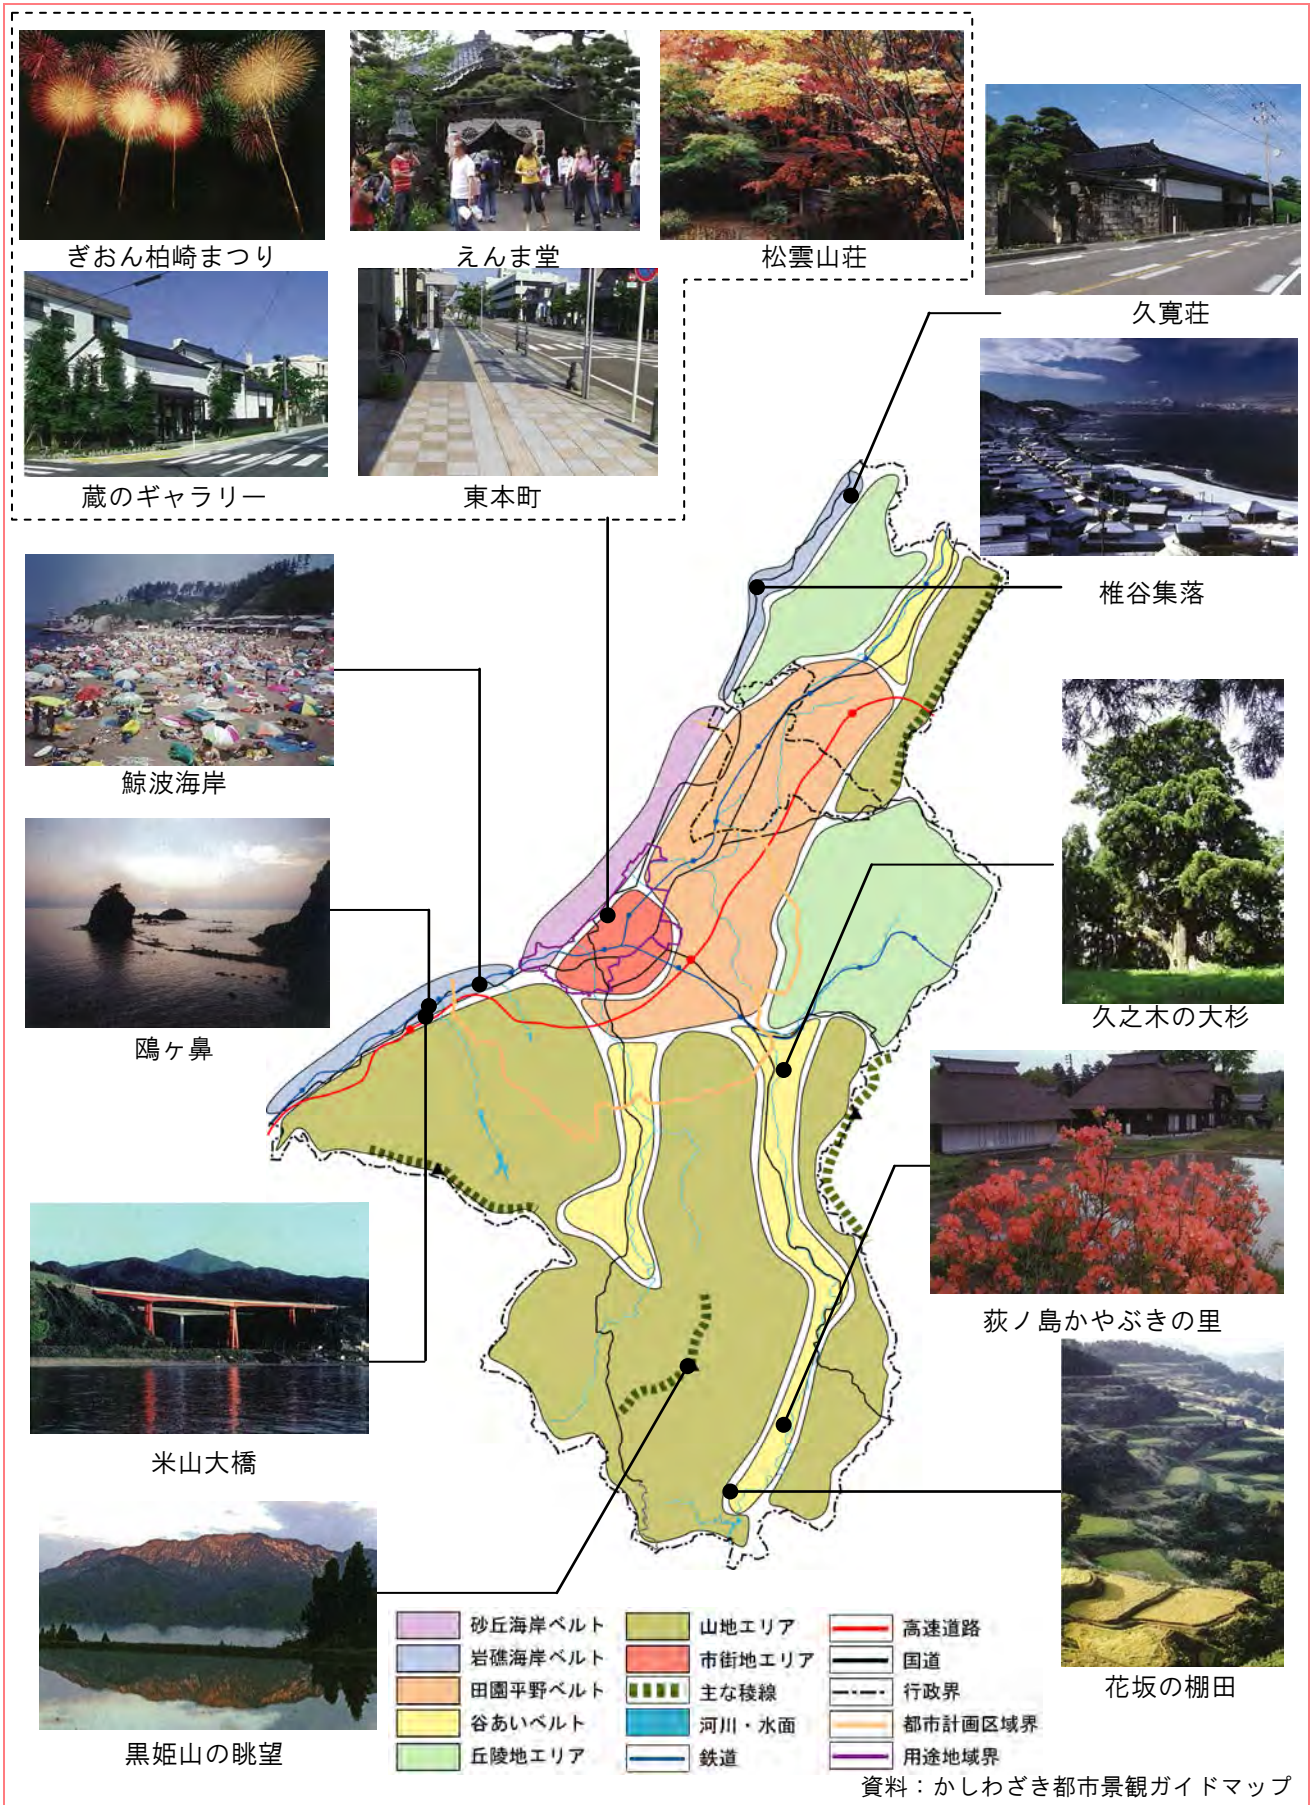 ぎおん柏崎まつり
えんま堂
松雲山荘
久寛荘
蔵のギャラリー
東本町
椎谷集落
鯨波海岸
鴎ヶ鼻
久之木の大杉
荻ノ島かやぶきの里
米山大橋
花坂の棚田
黒姫山の眺望
砂丘海岸ベルト
岩礁海岸ベルト
田園平野ベルト
谷あいベルト
丘陵地エリア
山地エリア
市街地エリア
主な稜線
河川・水面
鉄道
高速道路
国道
行政界
都市計画区域界
用途地域界
資料：かしわざき都市景観ガイドマップ